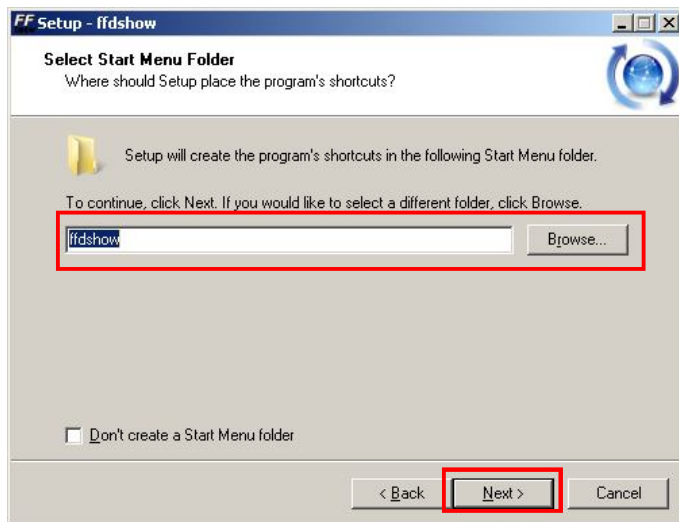 FF Setup - ffdshow
Select Start Menu Folder
Where should Setup place the program's shortcuts?
Setup will create the program's shortcuts in the following Start Menu folder.
To continue, click Next. If you would like to select a different folder, click Browse.
ffdshow Browse...
Don't create a Start Menu folder
< Back Next > Cancel